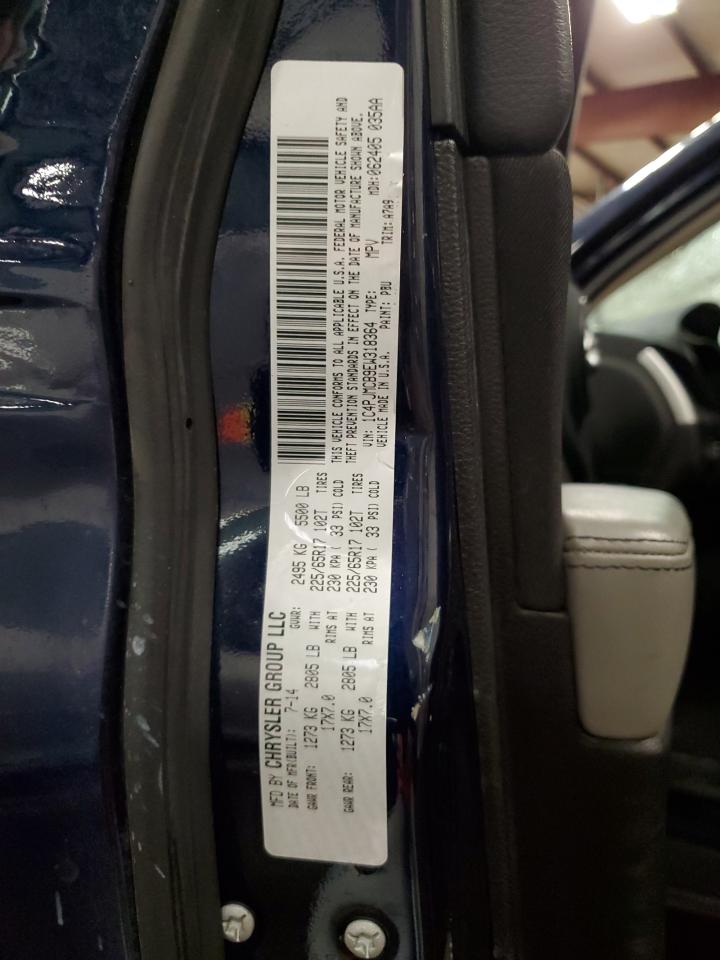 MFD BY CHRYSLER GROUP LLC
DATE OF MFR(BUILT): 7-14 GVWR: 2495 KG 5500 LB
GAWR FRONT: 1273 KG 2805 LB WITH 225/65R17 102T TIRES
17X7.0 RIMS AT 230 KPA ( 33 PSI) COLD
GAWR REAR: 1273 KG 2805 LB WITH 225/65R17 102T TIRES
17X7.0 RIMS AT 230 KPA ( 33 PSI) COLD
THIS VEHICLE CONFORMS TO ALL APPLICABLE U.S.A. FEDERAL MOTOR VEHICLE SAFETY AND
THEFT PREVENTION STANDARDS IN EFFECT ON THE DATE OF MANUFACTURE SHOWN ABOVE.
VIN: 1C4PJMCB9EW318364 TYPE: MPV MDH:062405 035AA
VEHICLE MADE IN U.S.A. PAINT: PBU TRIM:A7A9